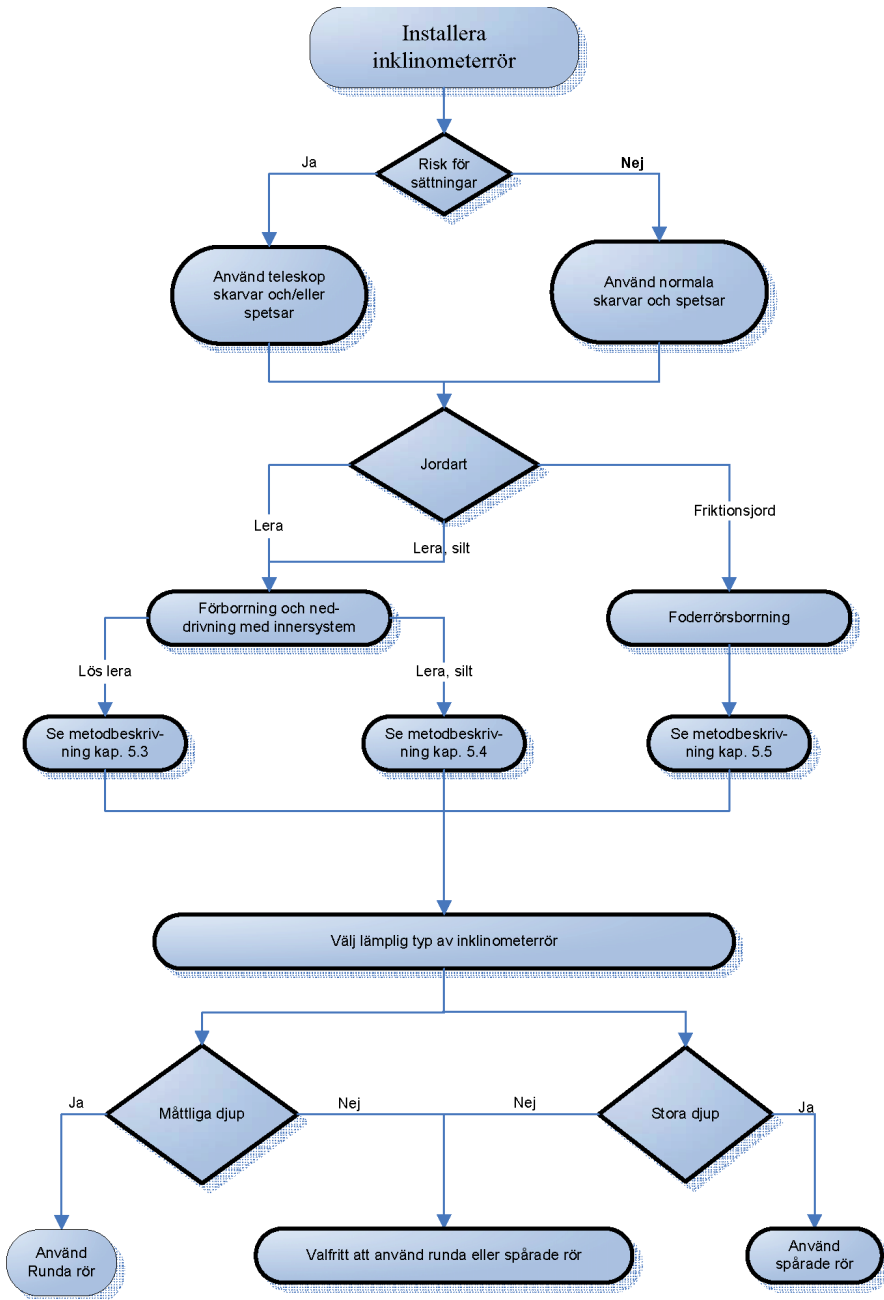 Installera
inklinometerrör
Risk för
sättningar
Ja
Nej
Använd teleskop
skarvar och/eller
spetsar
Använd normala
skarvar och spetsar
Jordart
Lera
Lera, silt
Friktionsjord
Förborrning och ned-
drivning med innersystem
Foderrörsborrning
Lös lera
Lera, silt
Se metodbeskriv-
ning kap. 5.3
Se metodbeskriv-
ning kap. 5.4
Se metodbeskriv-
ning kap. 5.5
Välj lämplig typ av inklinometerrör
Ja
Måttliga djup
Nej
Nej
Stora djup
Ja
Använd
Runda rör
Valfritt att använd runda eller spårade rör
Använd
spårade rör